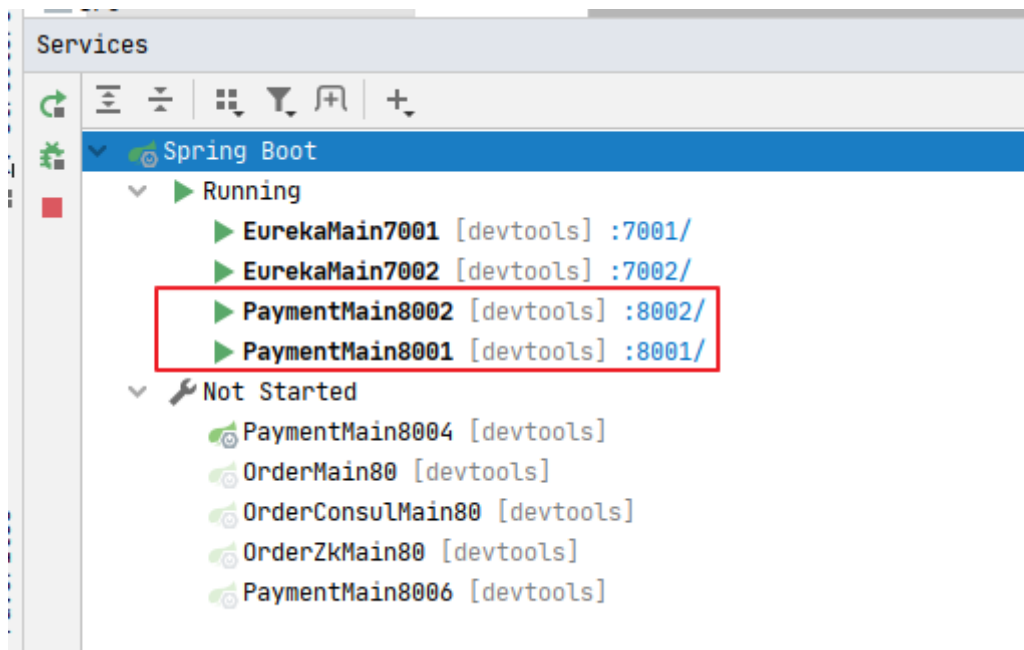 Services
Spring Boot
Running
EurekaMain7001 [devtools] :7001/
EurekaMain7002 [devtools] :7002/
PaymentMain8002 [devtools] :8002/
PaymentMain8001 [devtools] :8001/
Not Started
PaymentMain8004 [devtools]
OrderMain80 [devtools]
OrderConsulMain80 [devtools]
OrderZkMain80 [devtools]
PaymentMain8006 [devtools]